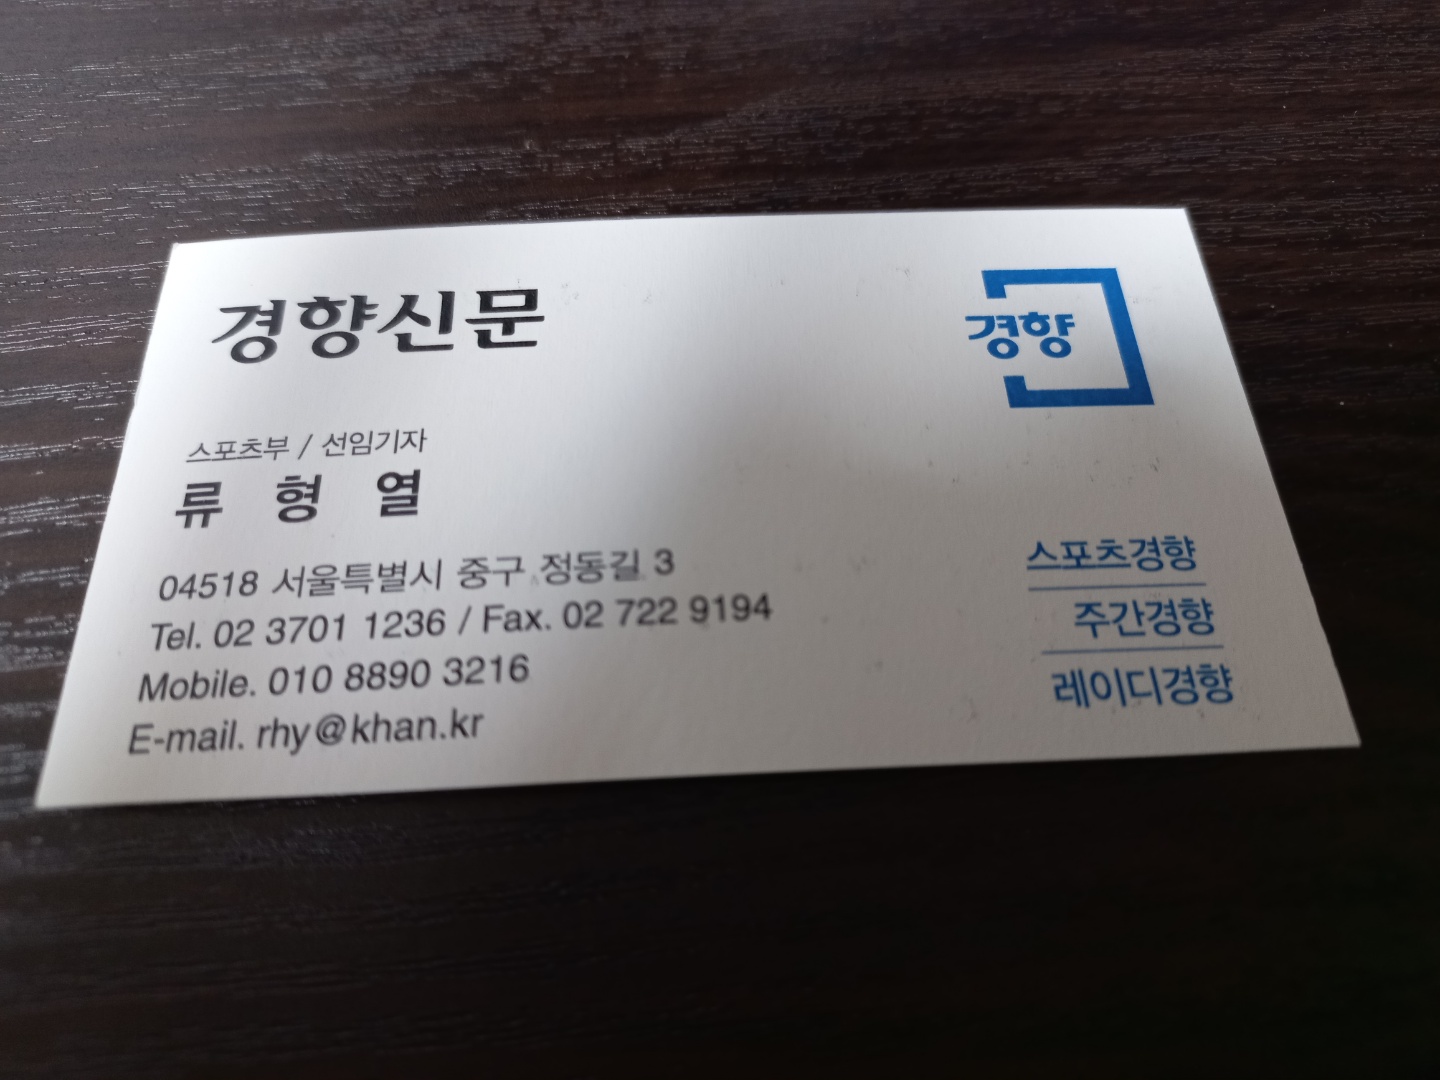 경향신문
경향
스포츠부 / 선임기자
류 형 열
04518 서울특별시 중구 정동길 3
Tel. 02 3701 1236 / Fax. 02 722 9194
Mobile. 010 8890 3216
E-mail. rhy@khan.kr
스포츠경향
주간경향
레이디경향